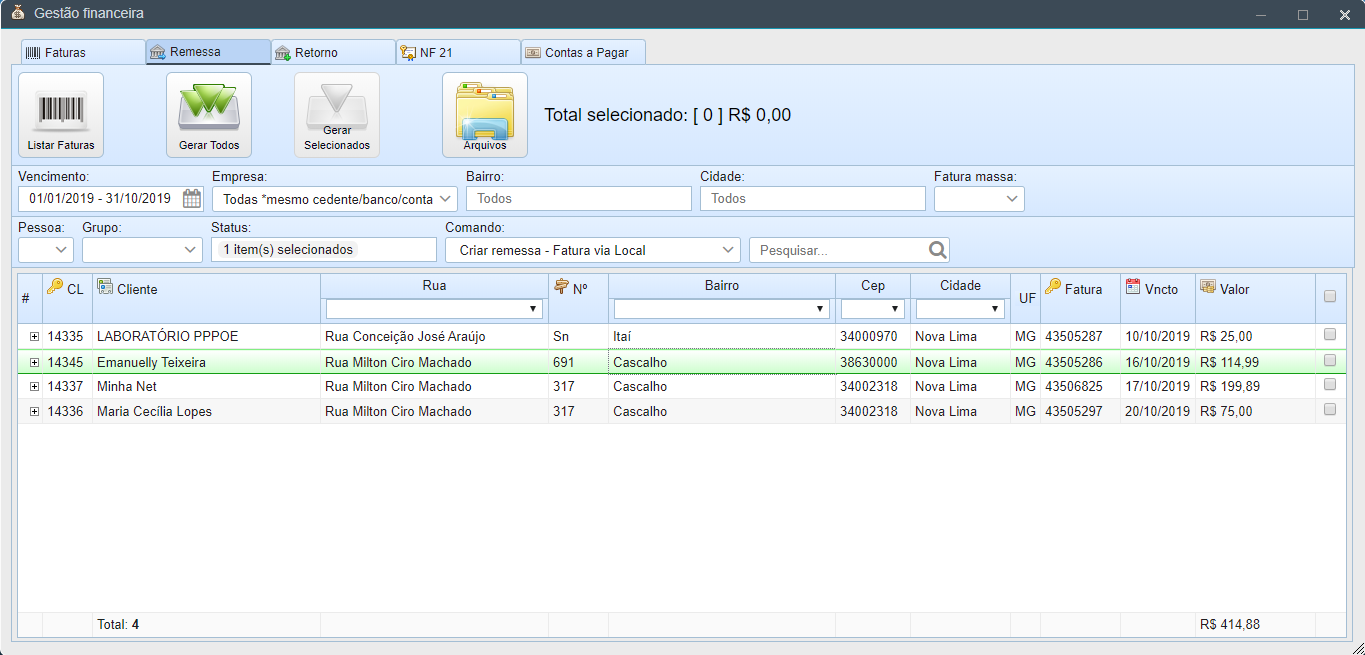 Gestão financeira
Faturas Remessa Retorno NF 21 Contas a Pagar
Listar Faturas
Gerar Todos
Gerar
Selecionados
Arquivos
Total selecionado: [ 0 ] R$ 0,00
Vencimento: Empresa: Bairro: Cidade: Fatura massa:
01/01/2019 - 31/10/2019 Todas *mesmo cedente/banco/conta Todos Todos
Pessoa: Grupo: Status: Comando:
1 item(s) selecionados Criar remessa - Fatura via Local Pesquisar...
# CL Cliente Rua Nº Bairro Cep Cidade UF Fatura Vncto Valor
14335 LABORATÓRIO PPPOE Rua Conceição José Araújo Sn Itaí 34000970 Nova Lima MG 43505287 10/10/2019 R$ 25,00
14345 Emanuelly Teixeira Rua Milton Ciro Machado 691 Cascalho 38630000 Nova Lima MG 43505286 16/10/2019 R$ 114,99
14337 Minha Net Rua Milton Ciro Machado 317 Cascalho 34002318 Nova Lima MG 43506825 17/10/2019 R$ 199,89
14336 Maria Cecília Lopes Rua Milton Ciro Machado 317 Cascalho 34002318 Nova Lima MG 43505297 20/10/2019 R$ 75,00
Total: 4 R$ 414,88